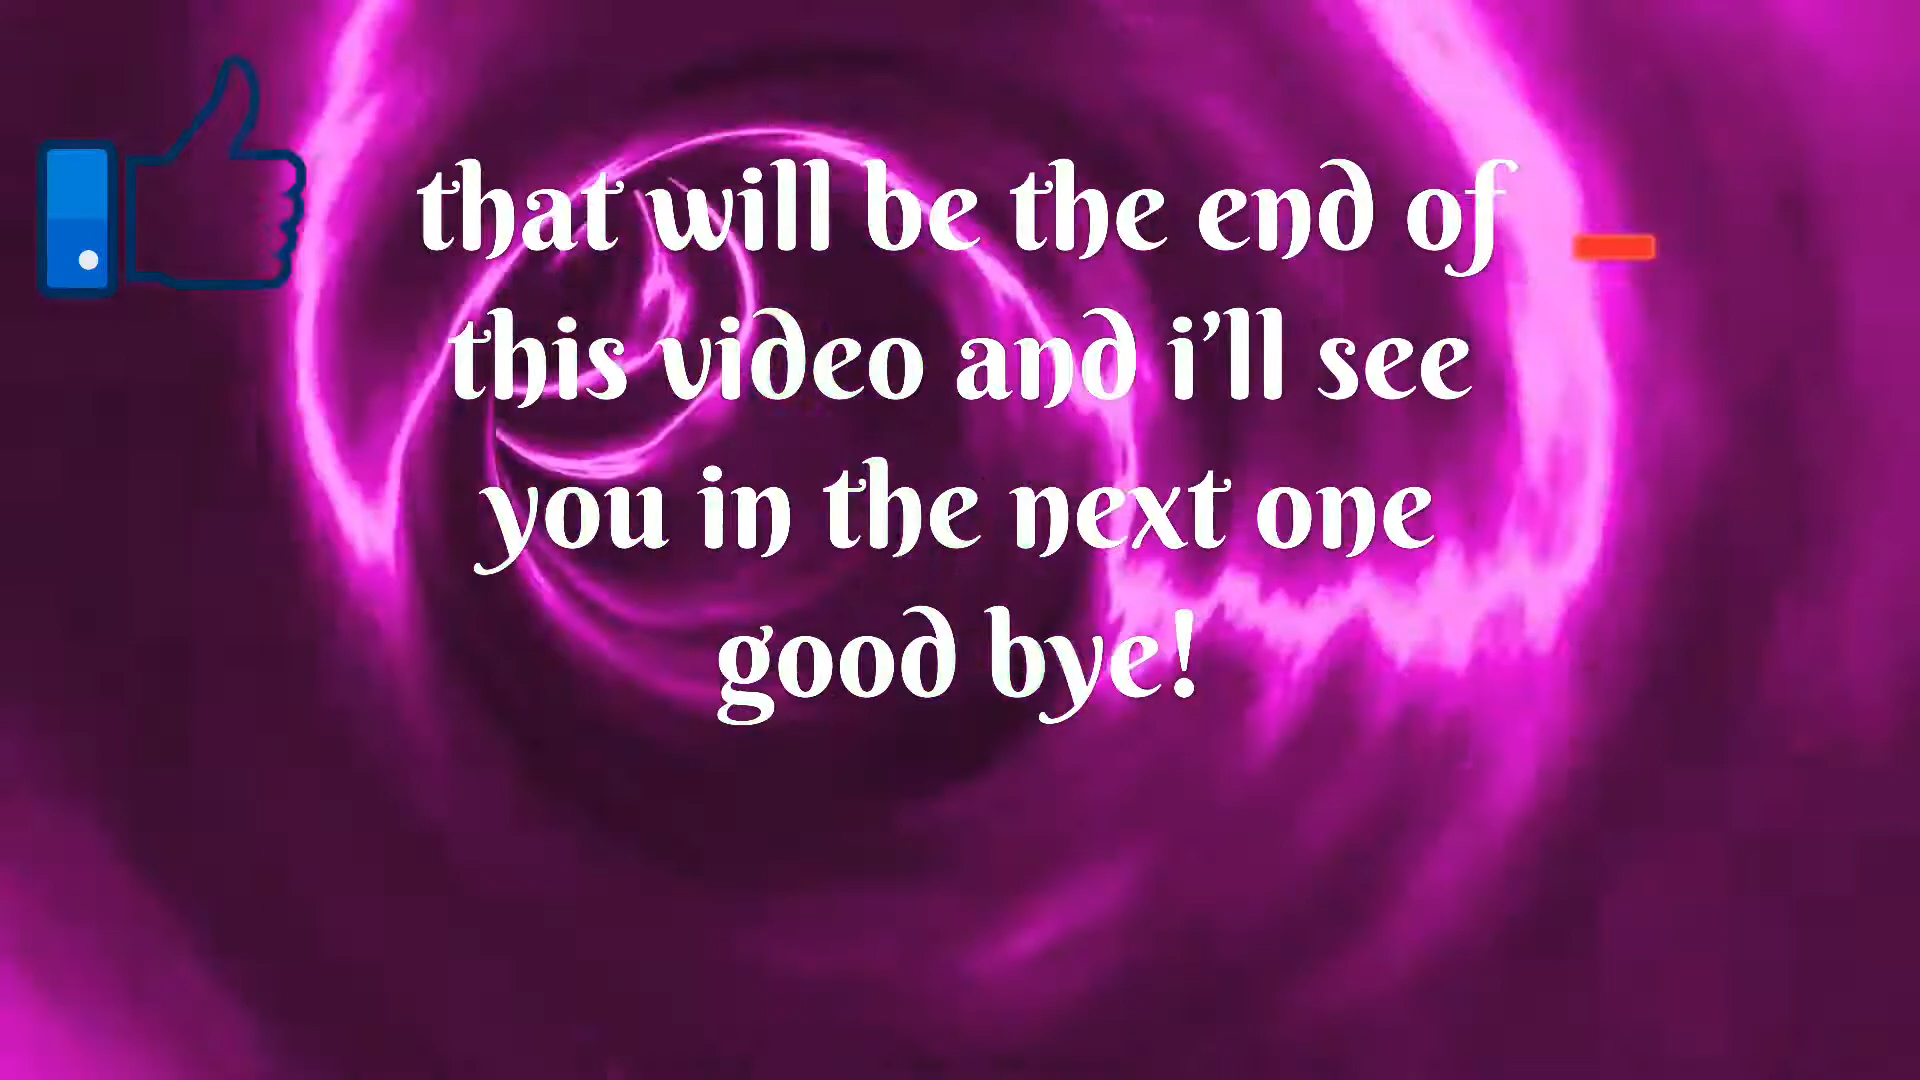 that will be the end of
this video and i’ll see
you in the next one
good bye!